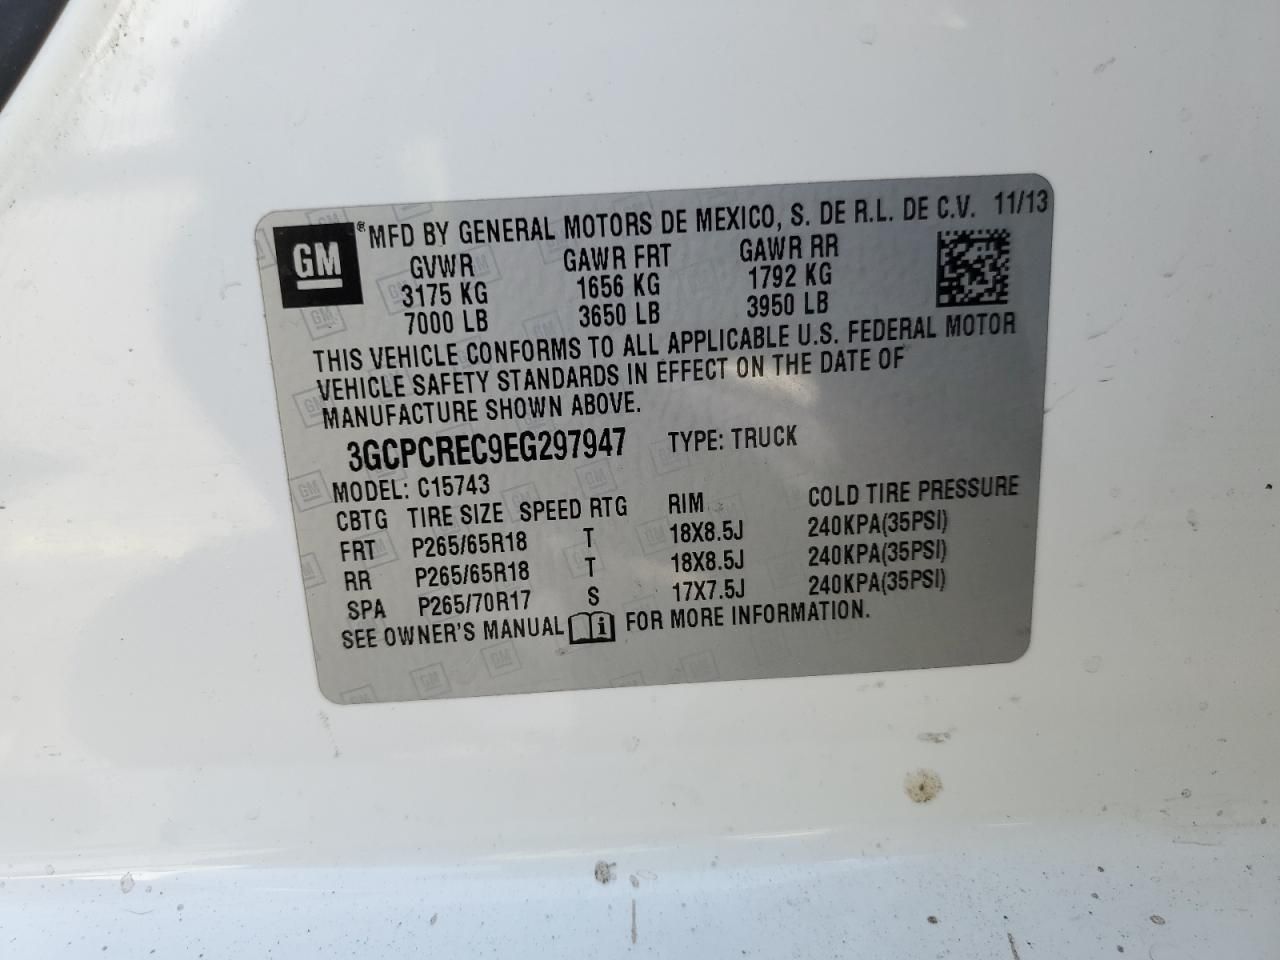 GM
® MFD BY GENERAL MOTORS DE MEXICO, S. DE R.L. DE C.V. 11/13
GVWR GAWR FRT GAWR RR
3175 KG 1656 KG 1792 KG
7000 LB 3650 LB 3950 LB
THIS VEHICLE CONFORMS TO ALL APPLICABLE U.S. FEDERAL MOTOR
VEHICLE SAFETY STANDARDS IN EFFECT ON THE DATE OF
MANUFACTURE SHOWN ABOVE.
3GCPCREC9EG297947 TYPE: TRUCK
MODEL: C15743
CBTG TIRE SIZE SPEED RTG RIM COLD TIRE PRESSURE
FRT P265/65R18 T 18X8.5J 240KPA(35PSI)
RR P265/65R18 T 18X8.5J 240KPA(35PSI)
SPA P265/70R17 S 17X7.5J 240KPA(35PSI)
SEE OWNER'S MANUAL i FOR MORE INFORMATION.